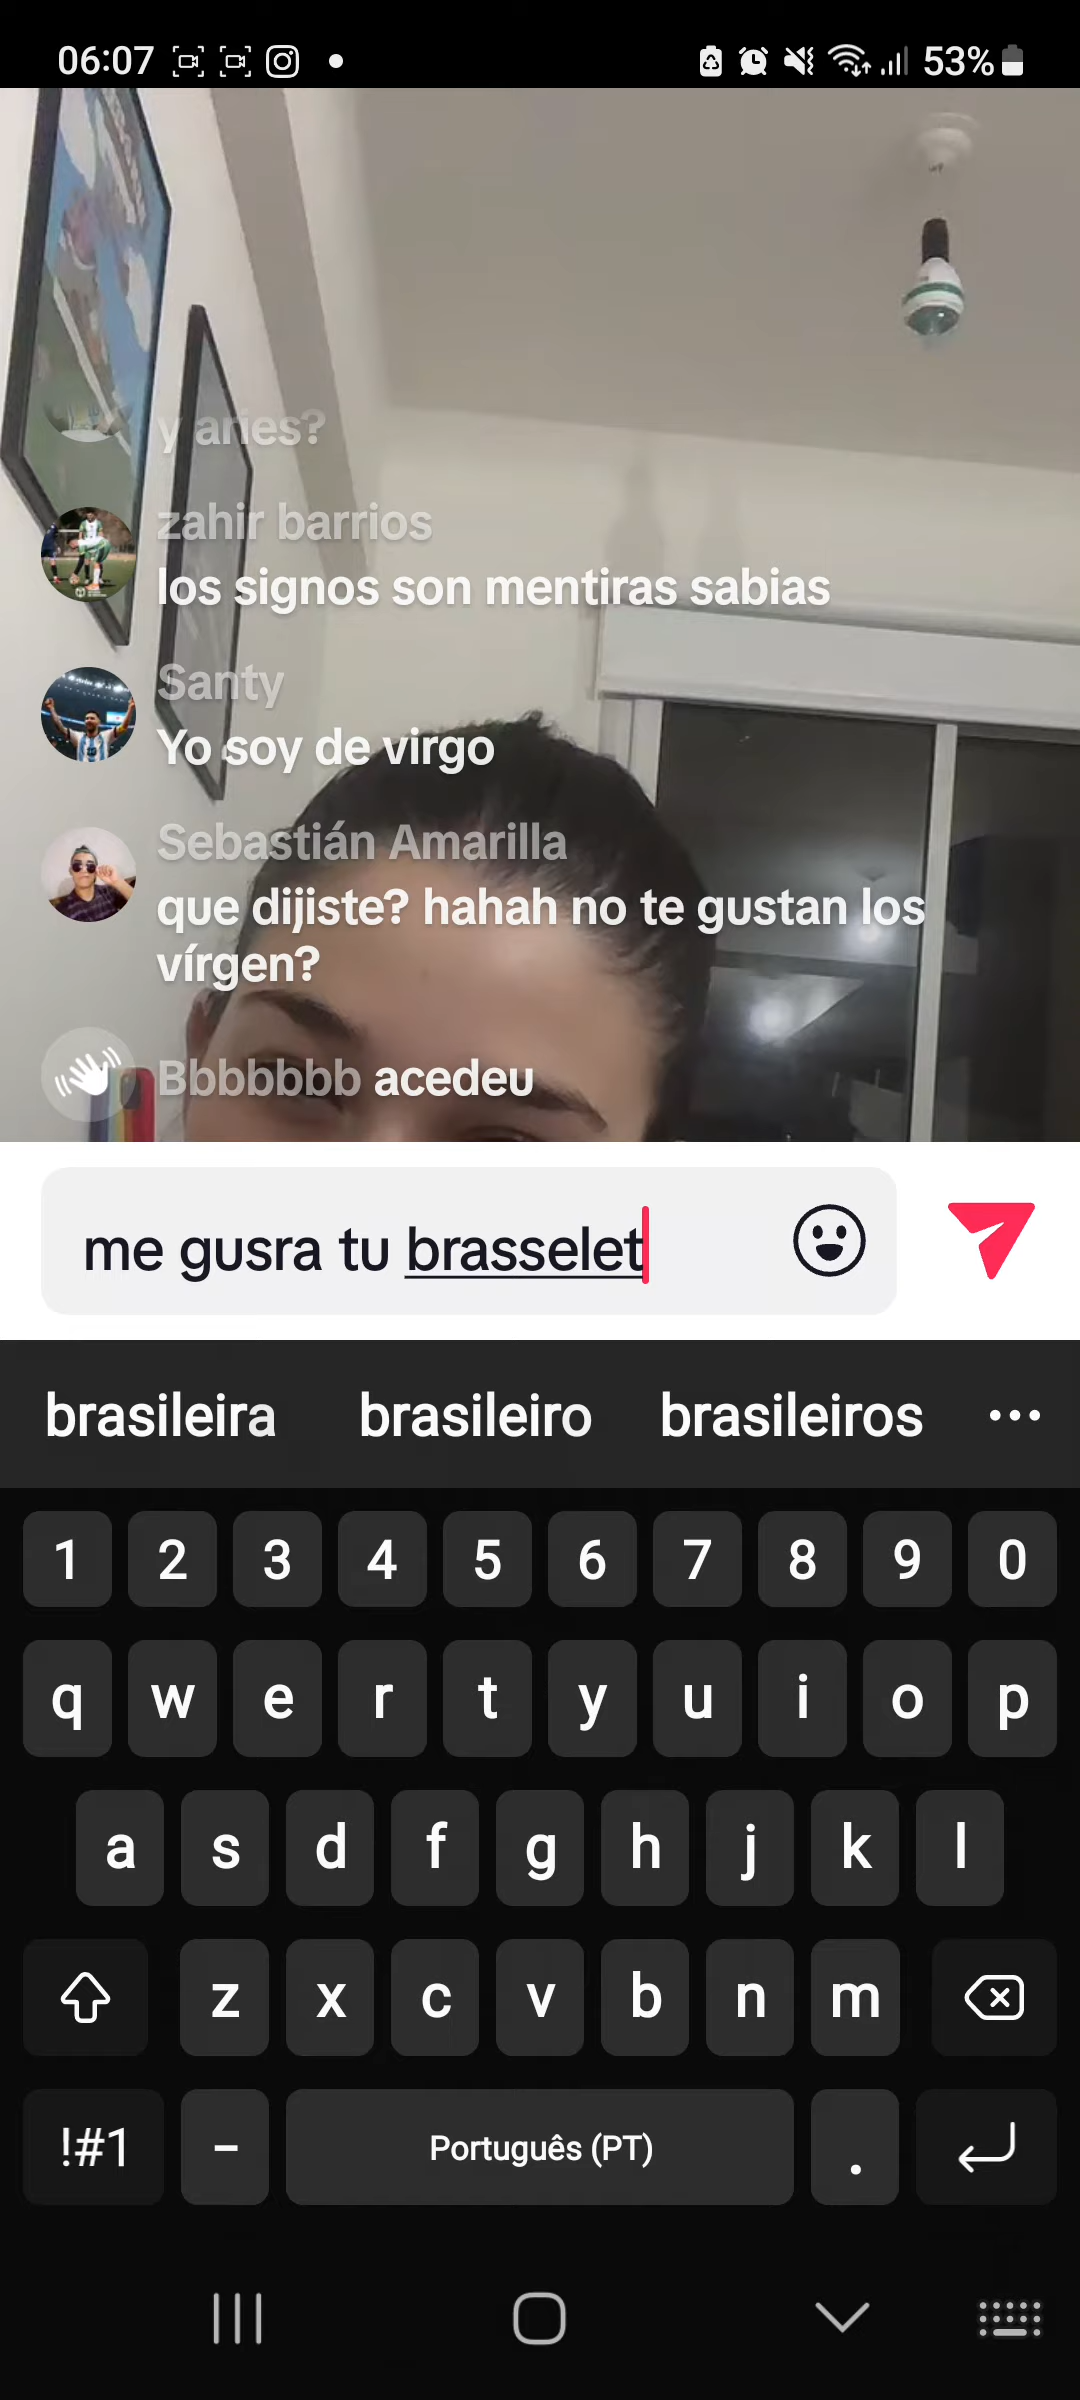 06:07
53%
y aries?
zahir barrios
los signos son mentiras sabias
Santy
Yo soy de virgo
Sebastián Amarilla
que dijiste? hahah no te gustan los
vírgen?
Bbbbbbb acedeu
me gusra tu brasselet
brasileira brasileiro brasileiros ...
1 2 3 4 5 6 7 8 9 0
q w e r t y u i o p
a s d f g h j k l
z x c v b n m
!#1 - Português (PT) .